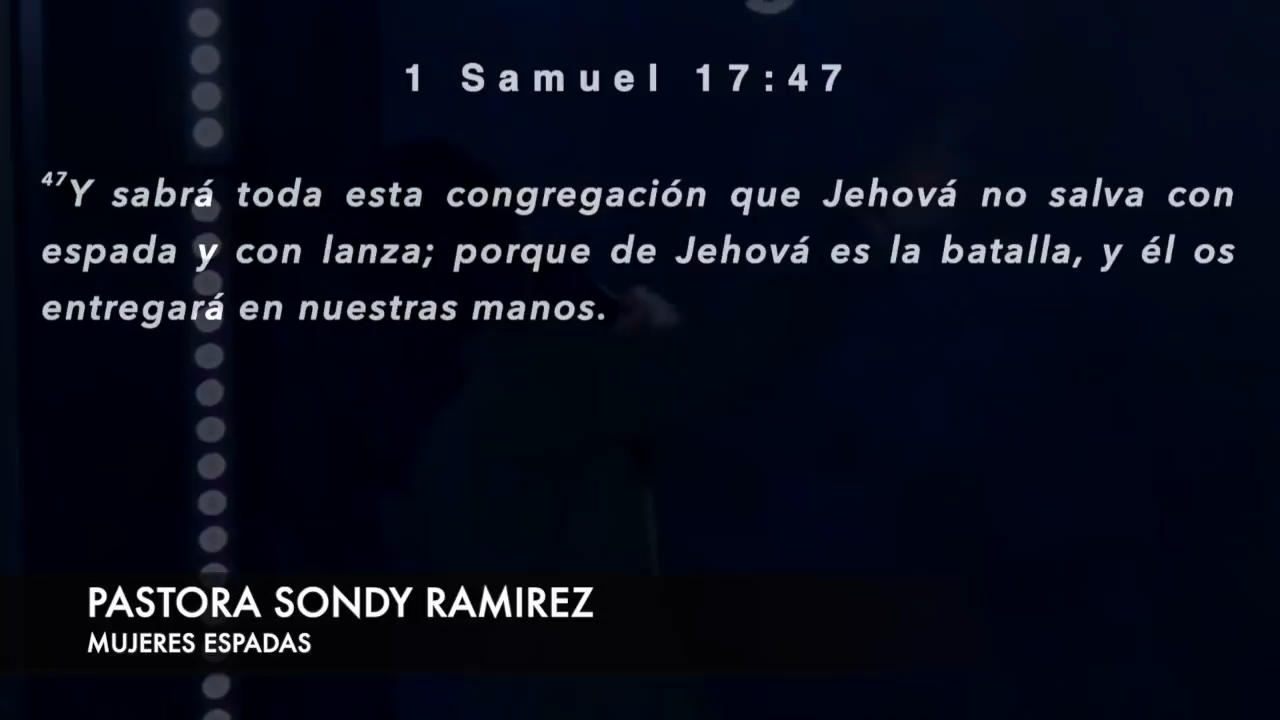 1 Samuel 17:47
47Y sabrá toda esta congregación que Jehová no salva con
espada y con lanza; porque de Jehová es la batalla, y él os
entregará en nuestras manos.
PASTORA SONDY RAMIREZ
MUJERES ESPADAS